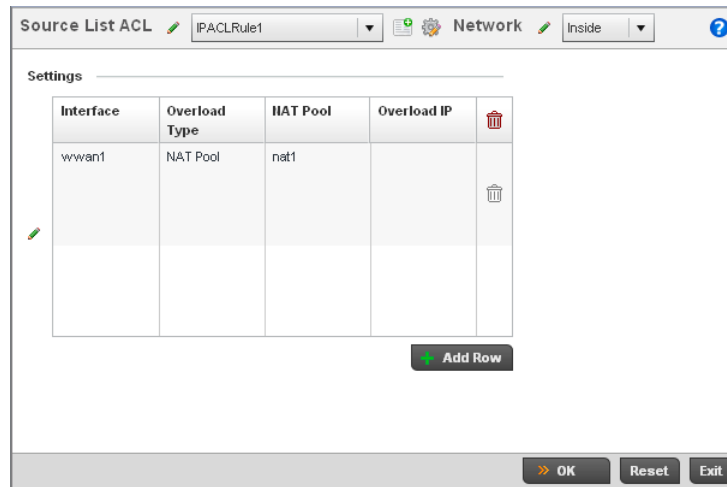 Source List ACL IPACLRule1 Network Inside
Settings
Interface Overload Type NAT Pool Overload IP
wwan1 NAT Pool nat1
+ Add Row
» OK Reset Exit